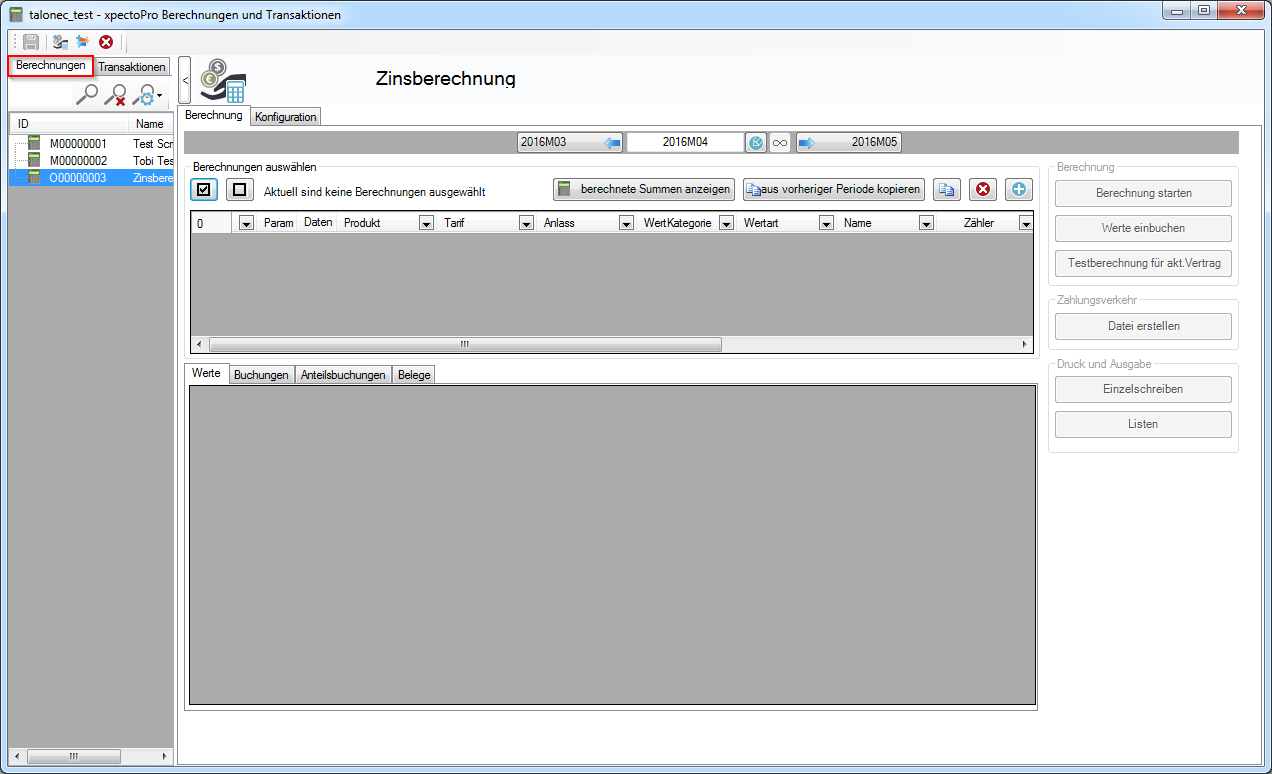 talonec_test - xpectoPro Berechnungen und Transaktionen
Berechnungen Transaktionen
ID Name
M00000001 Test Scr
M00000002 Tobi Tes
O00000003 Zinsbere
<
Zinsberechnung
Berechnung Konfiguration
2016M03 2016M04 2016M05
Berechnungen auswählen
Aktuell sind keine Berechnungen ausgewählt berechnete Summen anzeigen aus vorheriger Periode kopieren
0 Param Daten Produkt Tarif Anlass WertKategorie Wertart Name Zähler
Werte Buchungen Anteilsbuchungen Belege
Berechnung
Berechnung starten
Werte einbuchen
Testberechnung für akt.Vertrag
Zahlungsverkehr
Datei erstellen
Druck und Ausgabe
Einzelschreiben
Listen